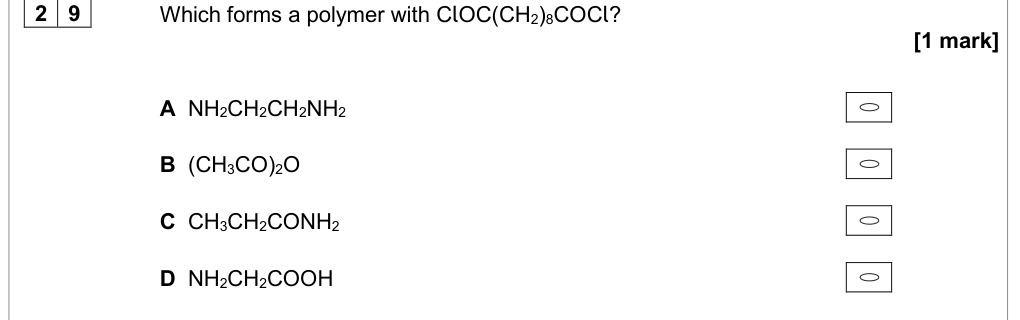 2 9 Which forms a polymer with ClOC(CH₂)₈COCl?
[1 mark]
A NH₂CH₂CH₂NH₂
B (CH₃CO)₂O
C CH₃CH₂CONH₂
D NH₂CH₂COOH